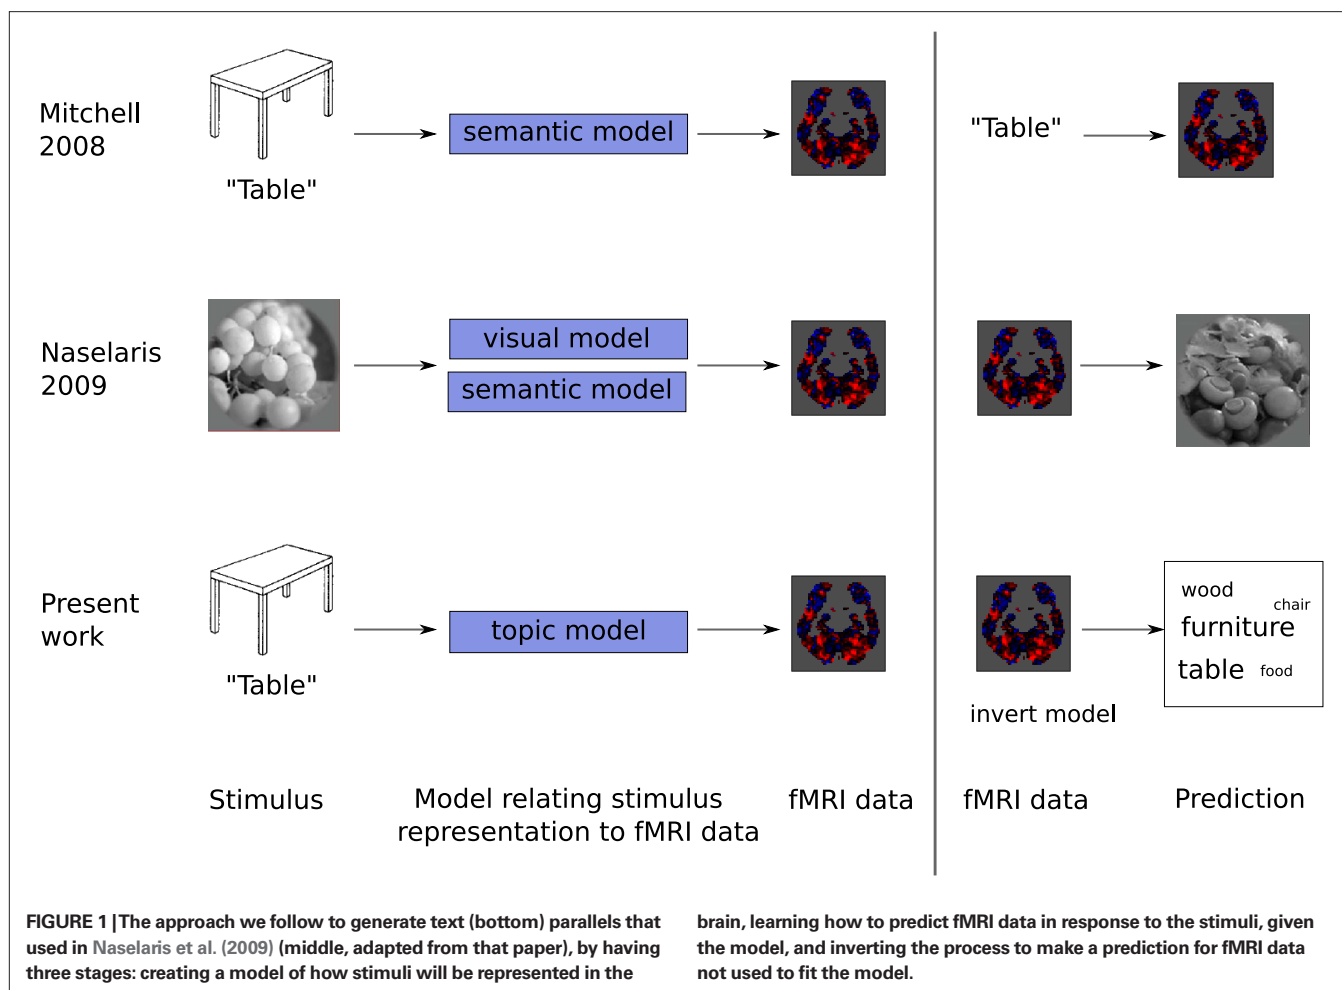 Mitchell
2008
"Table"
semantic model
"Table"
Naselaris
2009
visual model
semantic model
Present
work
"Table"
topic model
invert model
wood
chair
furniture
table food
Stimulus
Model relating stimulus
representation to fMRI data
fMRI data
fMRI data
Prediction
FIGURE 1 | The approach we follow to generate text (bottom) parallels that
used in Naselaris et al. (2009) (middle, adapted from that paper), by having
three stages: creating a model of how stimuli will be represented in the
brain, learning how to predict fMRI data in response to the stimuli, given
the model, and inverting the process to make a prediction for fMRI data
not used to fit the model.